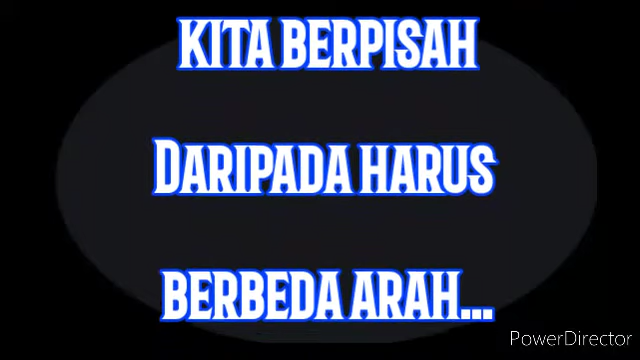 KITA BERPISAH
DARIPADA HARUS
BERBEDA ARAH...
PowerDirector